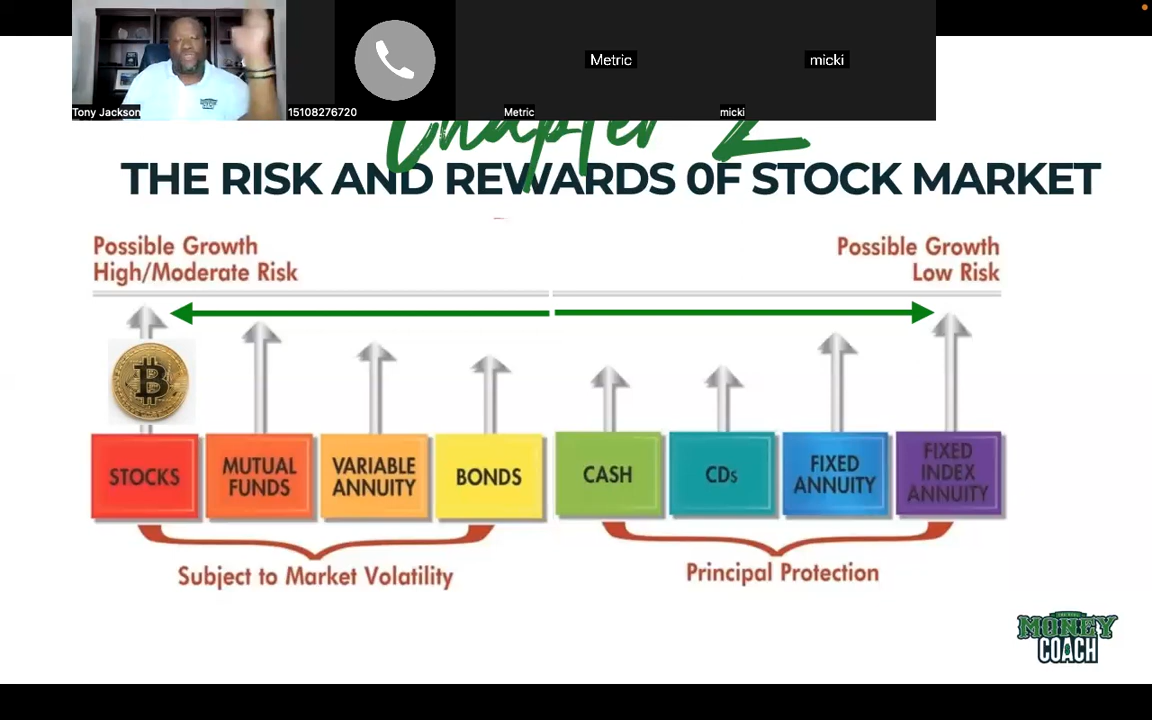 Metric
micki
Tony Jackson
15108276720
Metric
micki
Chapter 2
THE RISK AND REWARDS 0F STOCK MARKET
Possible Growth
High/Moderate Risk
Possible Growth
Low Risk
STOCKS
MUTUAL
FUNDS
VARIABLE
ANNUITY
BONDS
CASH
CDs
FIXED
ANNUITY
FIXED
INDEX
ANNUITY
Subject to Market Volatility
Principal Protection
MONEY
COACH